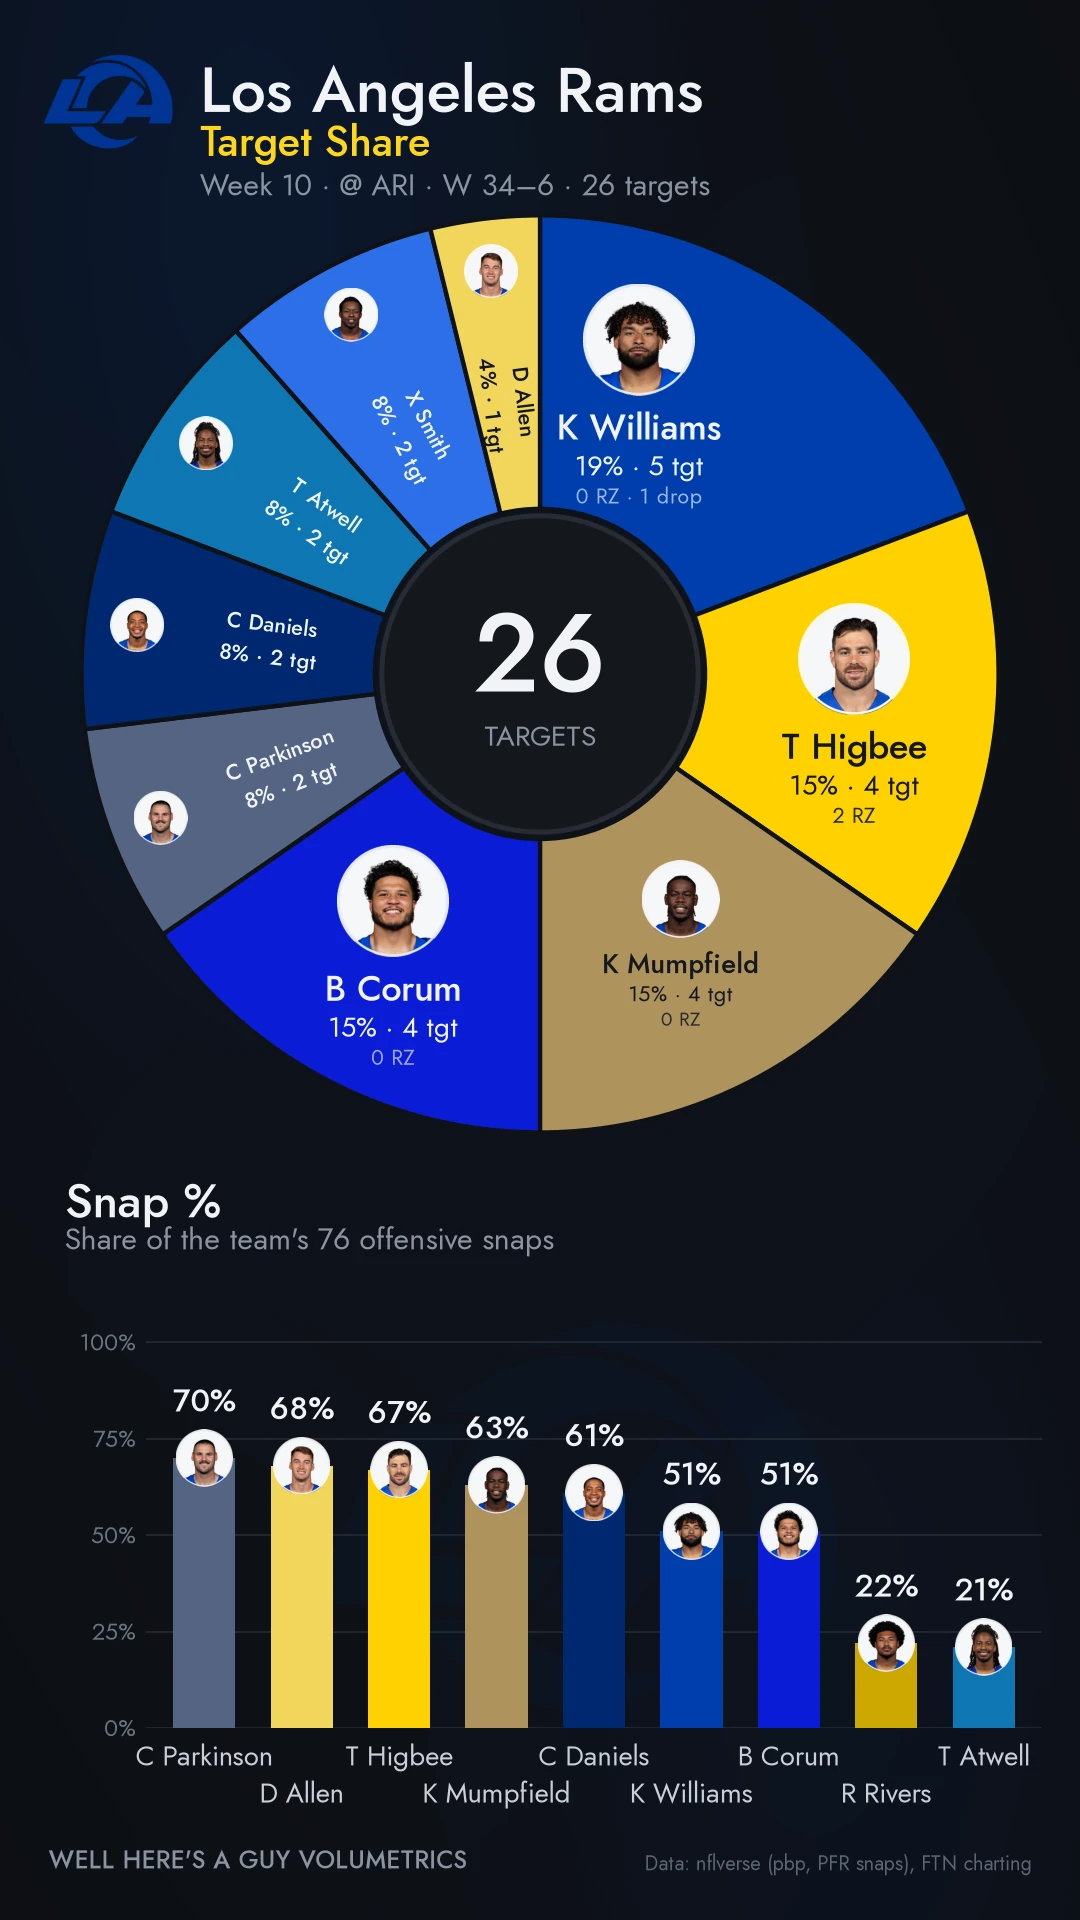 LA
Los Angeles Rams
Target Share
Week 10 · @ ARI · W 34–6 · 26 targets
D Allen
4% · 1 tgt
K Williams
19% · 5 tgt
0 RZ · 1 drop
X Smith
8% · 2 tgt
T Atwell
8% · 2 tgt
C Daniels
8% · 2 tgt
26
TARGETS
T Higbee
15% · 4 tgt
2 RZ
C Parkinson
8% · 2 tgt
B Corum
15% · 4 tgt
0 RZ
K Mumpfield
15% · 4 tgt
0 RZ
Snap %
Share of the team's 76 offensive snaps
100%
75%
50%
25%
0%
70%
68%
67%
63%
61%
51%
51%
22%
21%
C Parkinson
D Allen
T Higbee
K Mumpfield
C Daniels
K Williams
B Corum
R Rivers
T Atwell
WELL HERE'S A GUY VOLUMETRICS
Data: nflverse (pbp, PFR snaps), FTN charting